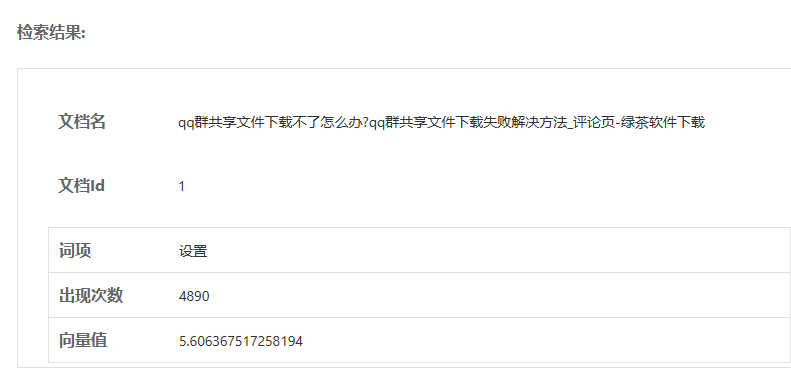 检索结果:
文档名 qq群共享文件下载不了怎么办?qq群共享文件下载失败解决方法_评论页-绿茶软件下载
文档Id 1
词项 设置
出现次数 4890
向量值 5.606367517258194